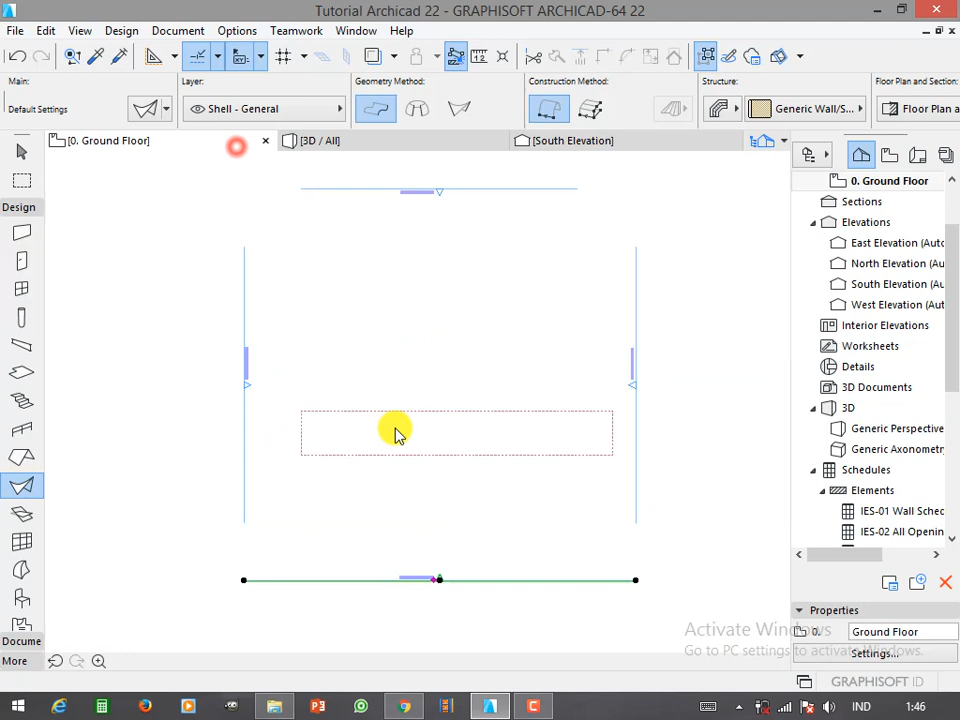 Tutorial Archicad 22 - GRAPHISOFT ARCHICAD-64 22
File Edit View Design Document Options Teamwork Window Help
Main: Layer: Geometry Method: Construction Method: Structure: Floor Plan and Section:
Default Settings Shell - General Generic Wall/S... Floor Plan a
[0. Ground Floor] [3D / All] [South Elevation]
0. Ground Floor
Design
Sections
Elevations
East Elevation (Auto
North Elevation (Au
South Elevation (Au
West Elevation (Aut
Interior Elevations
Worksheets
Details
3D Documents
3D
Generic Perspective
Generic Axonometry
Schedules
Elements
IES-01 Wall Sched
IES-02 All Opening
Properties
0. Ground Floor
Settings...
Activate Windows
Go to PC settings to activate Windows.
Docume
More
GRAPHISOFT ID
IND 1:46